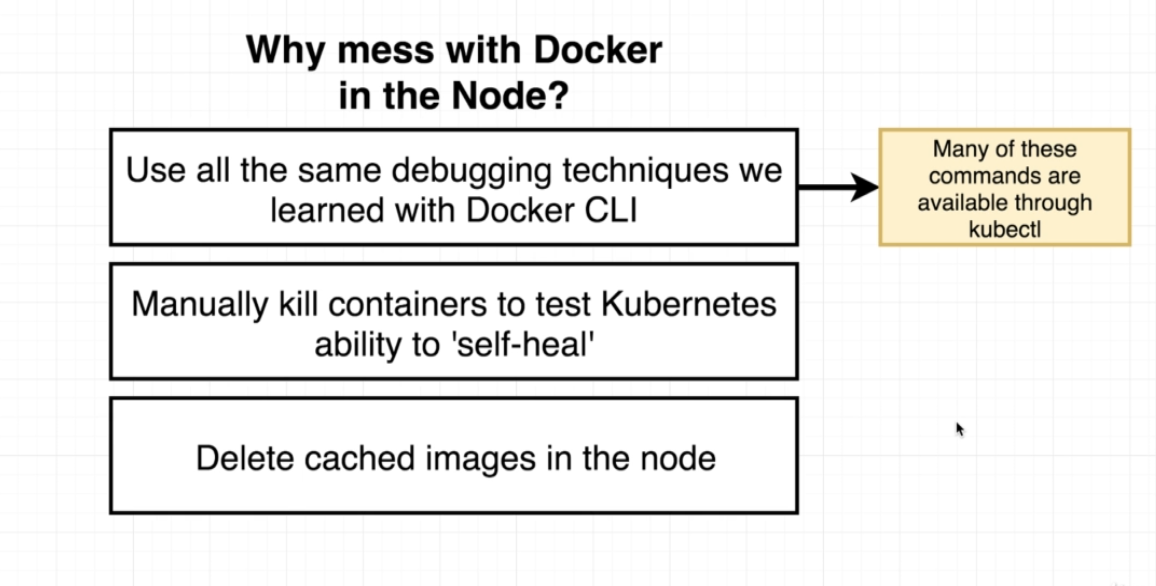 Why mess with Docker
in the Node?
Use all the same debugging techniques we
learned with Docker CLI
Many of these
commands are
available through
kubectl
Manually kill containers to test Kubernetes
ability to 'self-heal'
Delete cached images in the node